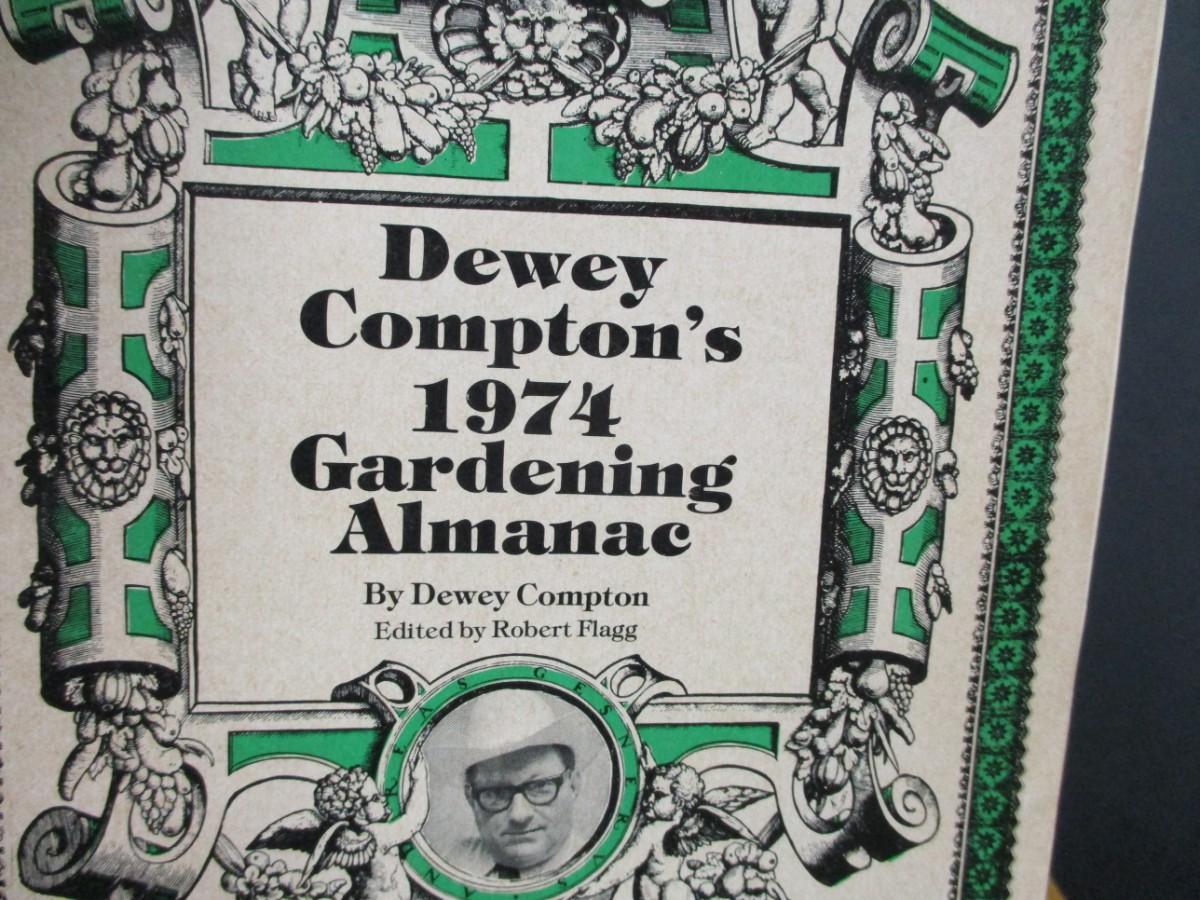 Dewey
Compton's
1974
Gardening
Almanac
By Dewey Compton
Edited by Robert Flagg